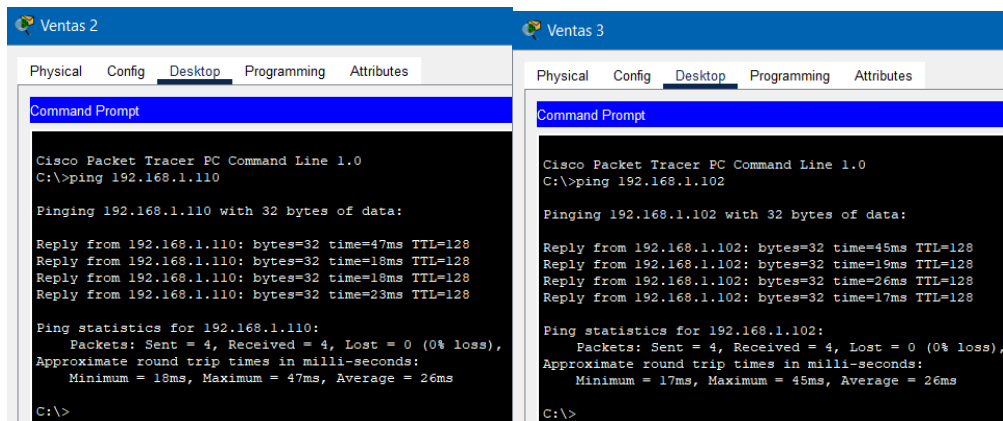 Ventas 2
Physical Config Desktop Programming Attributes
Command Prompt
Cisco Packet Tracer PC Command Line 1.0
C:\>ping 192.168.1.110
Pinging 192.168.1.110 with 32 bytes of data:
Reply from 192.168.1.110: bytes=32 time=47ms TTL=128
Reply from 192.168.1.110: bytes=32 time=18ms TTL=128
Reply from 192.168.1.110: bytes=32 time=18ms TTL=128
Reply from 192.168.1.110: bytes=32 time=23ms TTL=128
Ping statistics for 192.168.1.110:
Packets: Sent = 4, Received = 4, Lost = 0 (0% loss),
Approximate round trip times in milli-seconds:
Minimum = 18ms, Maximum = 47ms, Average = 26ms
C:\>
Ventas 3
Physical Config Desktop Programming Attributes
Command Prompt
Cisco Packet Tracer PC Command Line 1.0
C:\>ping 192.168.1.102
Pinging 192.168.1.102 with 32 bytes of data:
Reply from 192.168.1.102: bytes=32 time=45ms TTL=128
Reply from 192.168.1.102: bytes=32 time=19ms TTL=128
Reply from 192.168.1.102: bytes=32 time=26ms TTL=128
Reply from 192.168.1.102: bytes=32 time=17ms TTL=128
Ping statistics for 192.168.1.102:
Packets: Sent = 4, Received = 4, Lost = 0 (0% loss),
Approximate round trip times in milli-seconds:
Minimum = 17ms, Maximum = 45ms, Average = 26ms
C:\>